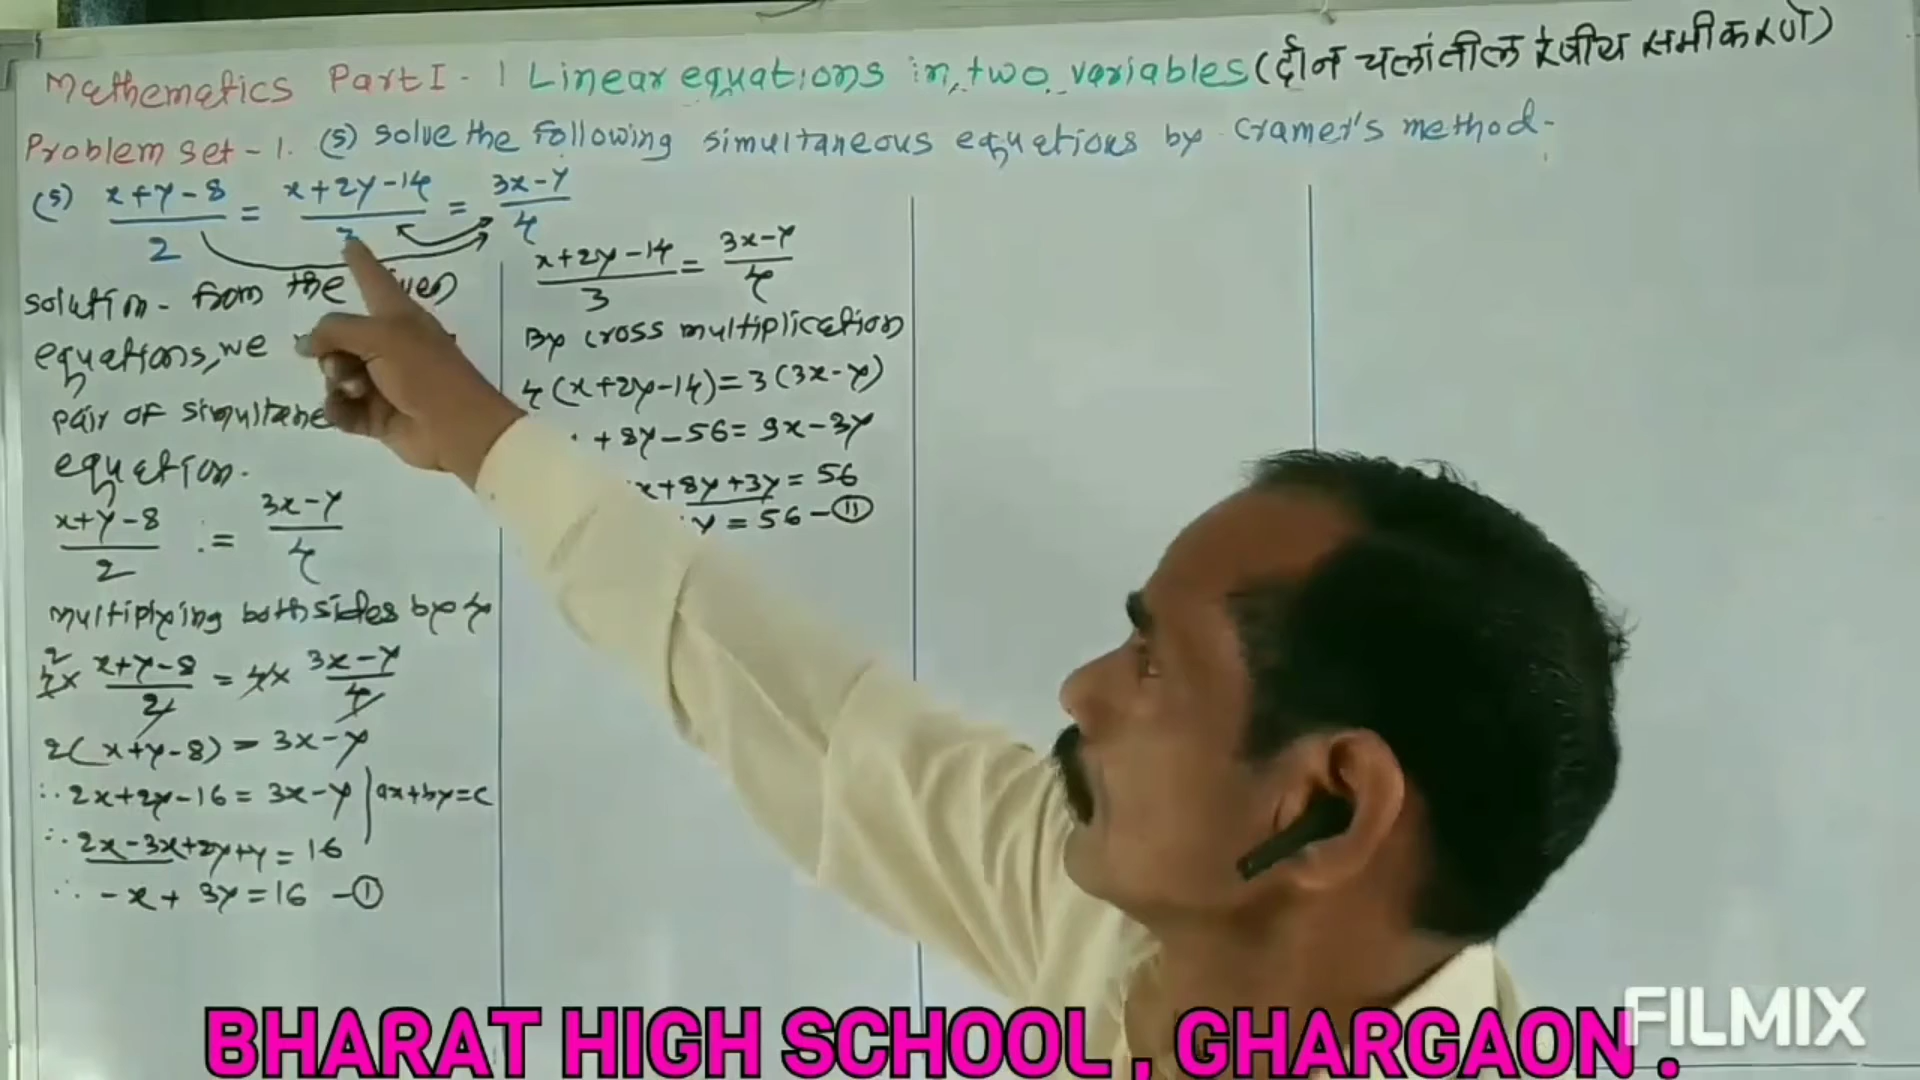 Mathematics Part I - 1 Linear equations in two variables (दोन चलांतील रेषीय समीकरणे)
Problem set - 1. (5) solve the following simultaneous equations by cramer's method-
(5) x+y-8/2 = x+2y-14/3 = 3x-y/4
solution - from the
equations, we
pair of
equation.
x+y-8/2 := 3x-y/4
multiplying both sides by 4
2
4x x+y-8/2 = 4x 3x-y/4
2(x+y-8) = 3x-y
∴ 2x+2y-16 = 3x-y | ax+by=c
∴ 2x-3x+2y+y = 16
∴ -x + 3y = 16 - ①
x+2y-14/3 = 3x-y/4
By cross multiplication
4(x+2y-14) = 3(3x-y)
+8y-56 = 9x-3y
x+8y+3y = 56
y = 56 - ⑪
BHARAT HIGH SCHOOL , GHARGAON .
FILMIX